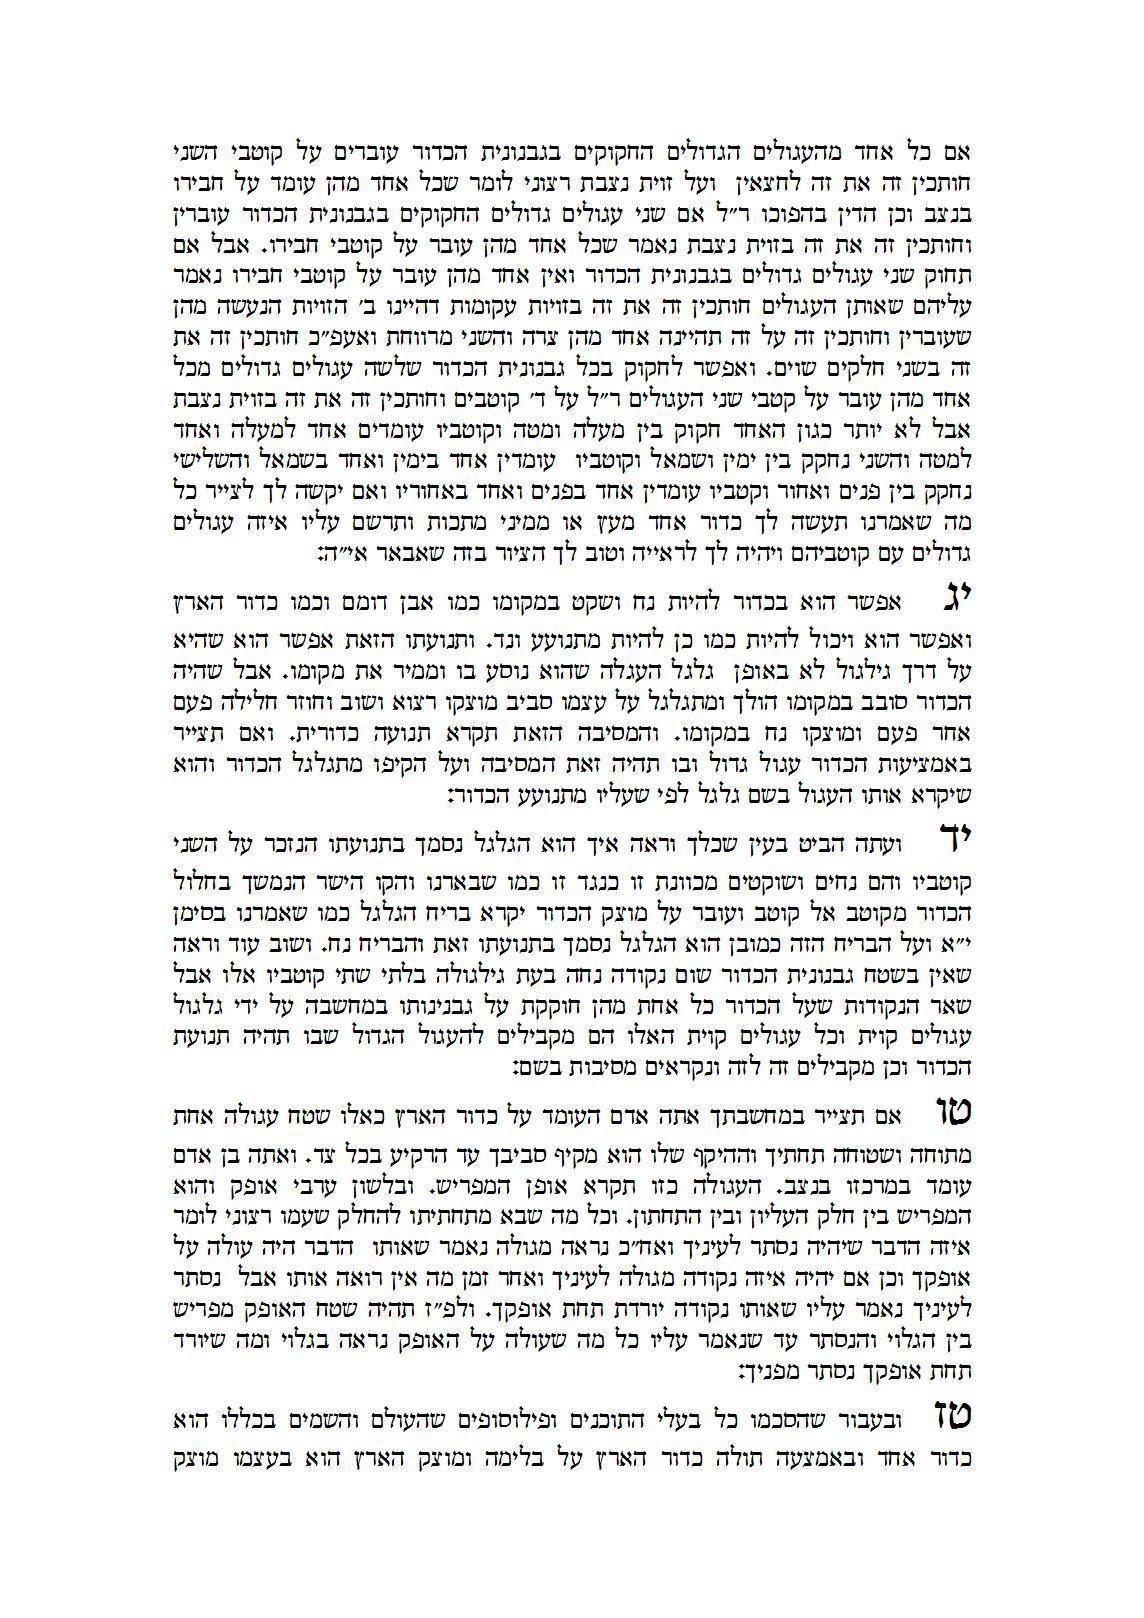 אם כל אחד מהעגולים הגדולים החקוקים בגבנונית הכדור עוברים על קוטבי השני
חותכין זה את זה לחצאין ועל זוית נצבת רצוני לומר שכל אחד מהן עומד על חבירו
בנצב וכן הדין בהפוכו ר״ל אם שני עגולים גדולים החקוקים בגבנונית הכדור עוברין
וחותכין זה את זה בזוית נצבת נאמר שכל אחד מהן עובר על קוטבי חבירו. אבל אם
תחוק שני עגולים גדולים בגבנונית הכדור ואין אחד מהן עובר על קוטבי חבירו נאמר
עליהם שאותן העגולים חותכין זה את זה בזויות עקומות דהיינו ב׳ הזויות הנעשה מהן
שעוברין וחותכין זה על זה תהיינה אחד מהן צרה והשני מרווחת ואעפ״כ חותכין זה את
זה בשני חלקים שוים. ואפשר לחקוק בכל גבנונית הכדור שלשה עגולים גדולים מכל
אחד מהן עובר על קטבי שני העגולים ר״ל על ד׳ קוטבים וחותכין זה את זה בזוית נצבת
אבל לא יותר כגון האחד חקוק בין מעלה ומטה וקוטביו עומדים אחד למעלה ואחד
למטה והשני נחקק בין ימין ושמאל וקוטביו עומדין אחד בימין ואחד בשמאל והשלישי
נחקק בין פנים ואחור וקטביו עומדין אחד בפנים ואחד באחוריו ואם יקשה לך לצייר כל
מה שאמרנו תעשה לך כדור אחד מעץ או ממיני מתכות ותרשם עליו איזה עגולים
גדולים עם קוטביהם ויהיה לך לראייה וטוב לך הציור בזה שאבאר אי״ה:
יג אפשר הוא בכדור להיות נח ושקט במקומו כמו אבן דומם וכמו כדור הארץ
ואפשר הוא ויכול להיות כמו כן להיות מתנועע ונד. ותנועתו הזאת אפשר הוא שהיא
על דרך גילגול לא באופן גלגל העגלה שהוא נוסע בו וממיר את מקומו. אבל שהיה
הכדור סובב במקומו הולך ומתגלגל על עצמו סביב מוצקו רצוא ושוב וחוזר חלילה פעם
אחר פעם ומוצקו נח במקומו. והמסיבה הזאת תקרא תנועה כדורית. ואם תצייר
באמציעות הכדור עגול גדול ובו תהיה זאת המסיבה ועל הקיפו מתגלגל הכדור והוא
שיקרא אותו העגול בשם גלגל לפי שעליו מתנועע הכדור:
יד ועתה הביט בעין שכלך וראה איך הוא הגלגל נסמך בתנועתו הנזכר על השני
קוטביו והם נחים ושוקטים מכוונת זו כנגד זו כמו שבארנו והקו הישר הנמשך בחלול
הכדור מקוטב אל קוטב ועובר על מוצק הכדור יקרא בריח הגלגל כמו שאמרנו בסימן
י״א ועל הבריח הזה כמובן הוא הגלגל נסמך בתנועתו זאת והבריח נח. ושוב עוד וראה
שאין בשטח גבנונית הכדור שום נקודה נחה בעת גילגולה בלתי שתי קוטביו אלו אבל
שאר הנקודות שעל הכדור כל אחת מהן חוקקת על גבנינותו במחשבה על ידי גלגול
עגולים קוית וכל עגולים קוית האלו הם מקבילים להעגול הגדול שבו תהיה תנועת
הכדור וכן מקבילים זה לזה ונקראים מסיבות בשם:
טו אם תצייר במחשבתך אתה אדם העומד על כדור הארץ כאלו שטח עגולה אחת
מתוחה ושטוחה תחתיך וההיקף שלו הוא מקיף סביבך עד הרקיע בכל צד. ואתה בן אדם
עומד במרכזו בנצב. העגולה כזו תקרא אופן המפריש. ובלשון ערבי אופק והוא
המפריש בין חלק העליון ובין התחתון. וכל מה שבא מתחתיתו להחלק שעמו רצוני לומר
איזה הדבר שיהיה נסתר לעיניך ואח״כ נראה מגולה נאמר שאותו הדבר היה עולה על
אופקך וכן אם יהיה איזה נקודה מגולה לעיניך ואחר זמן מה אין רואה אותו אבל נסתר
לעיניך נאמר עליו שאותו נקודה יורדת תחת אופקך. ולפ״ז תהיה שטח האופק מפריש
בין הגלוי והנסתר עד שנאמר עליו כל מה שעולה על האופק נראה בגלוי ומה שיורד
תחת אופקך נסתר מפניך:
טז ובעבור שהסכמו כל בעלי התוכנים ופילוסופים שהעולם והשמים בכללו הוא
כדור אחד ובאמצעה תולה כדור הארץ על בלימה ומוצק הארץ הוא בעצמו מוצק